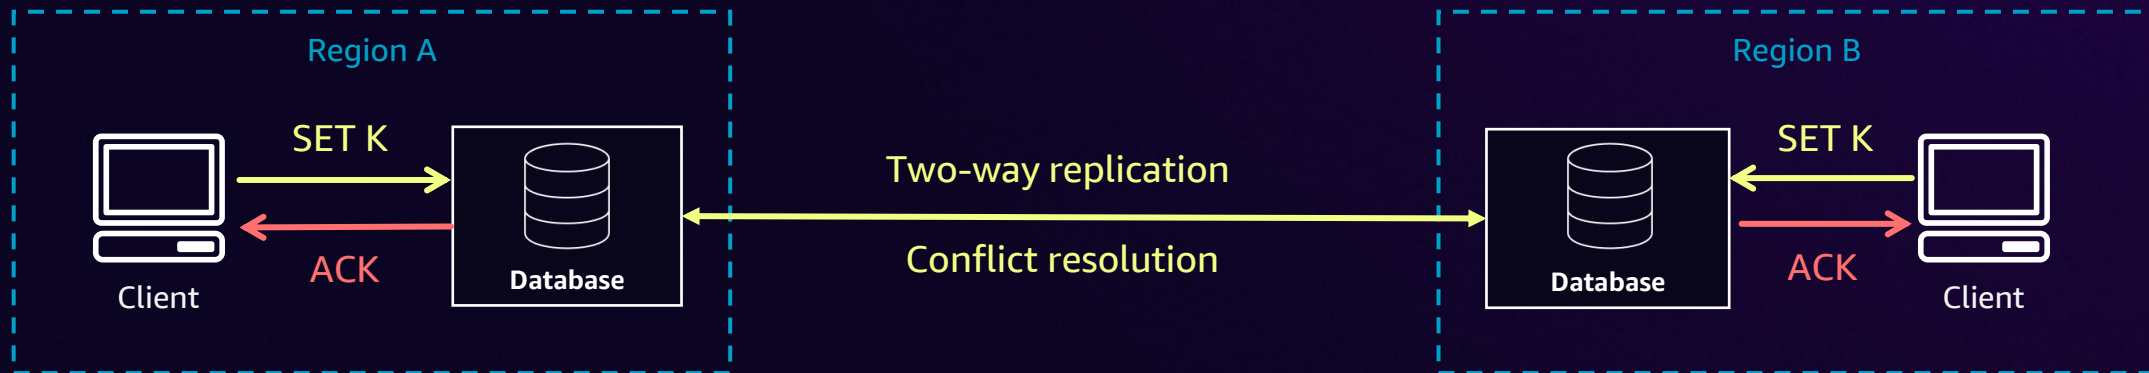 Region A
SET K
ACK
Client
Database
Two-way replication
Conflict resolution
Region B
SET K
ACK
Database
Client